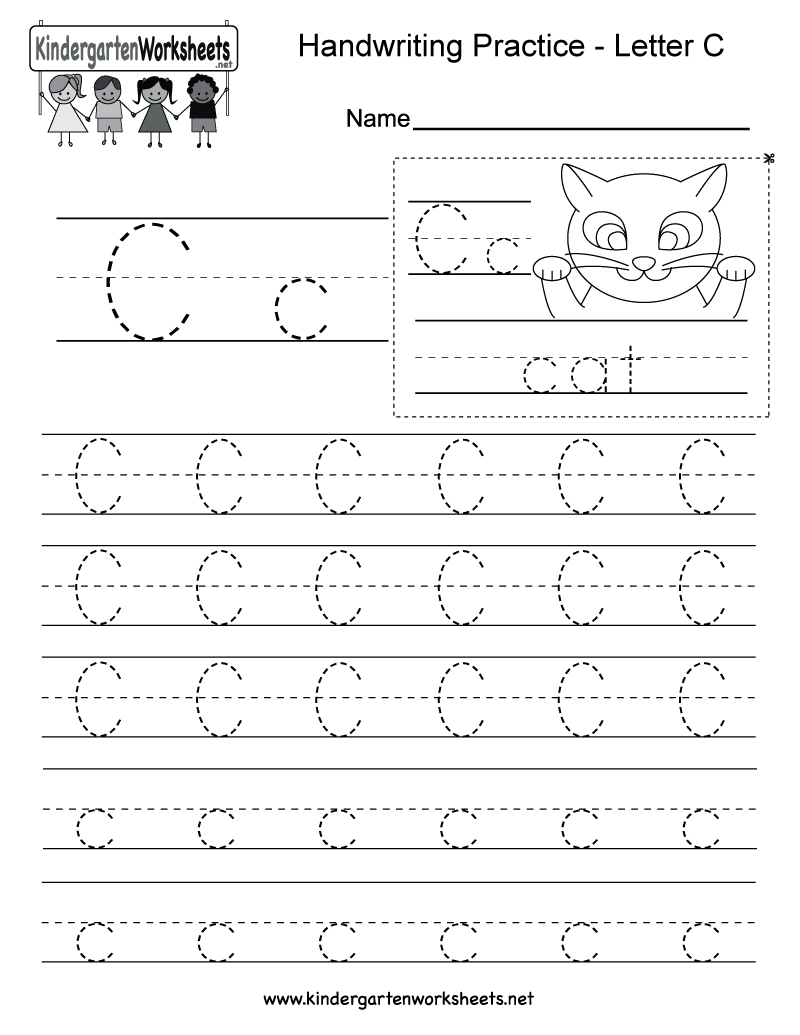 KindergartenWorksheets
.net
Handwriting Practice - Letter C
Name
C c
C c
cat
C C C C C C
C C C C C C
C C C C C C
c c c c c c
c c c c c c
www.kindergartenworksheets.net